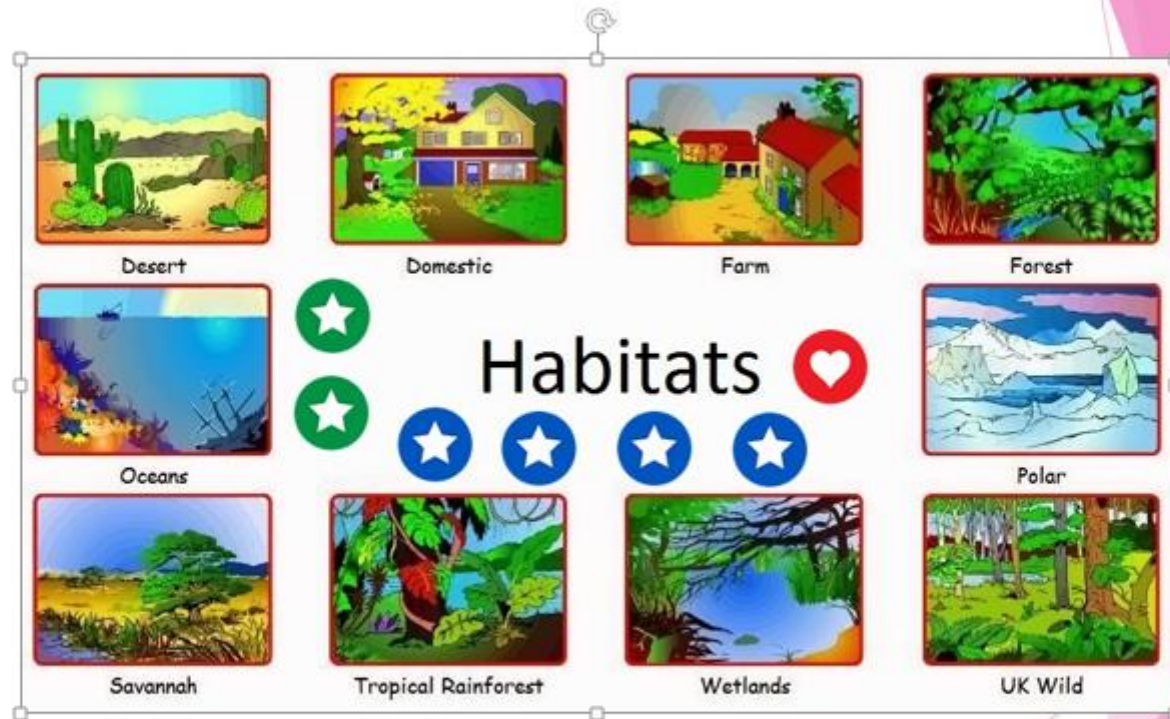 Desert
Domestic
Farm
Forest
Habitats
Oceans
Polar
Savannah
Tropical Rainforest
Wetlands
UK Wild